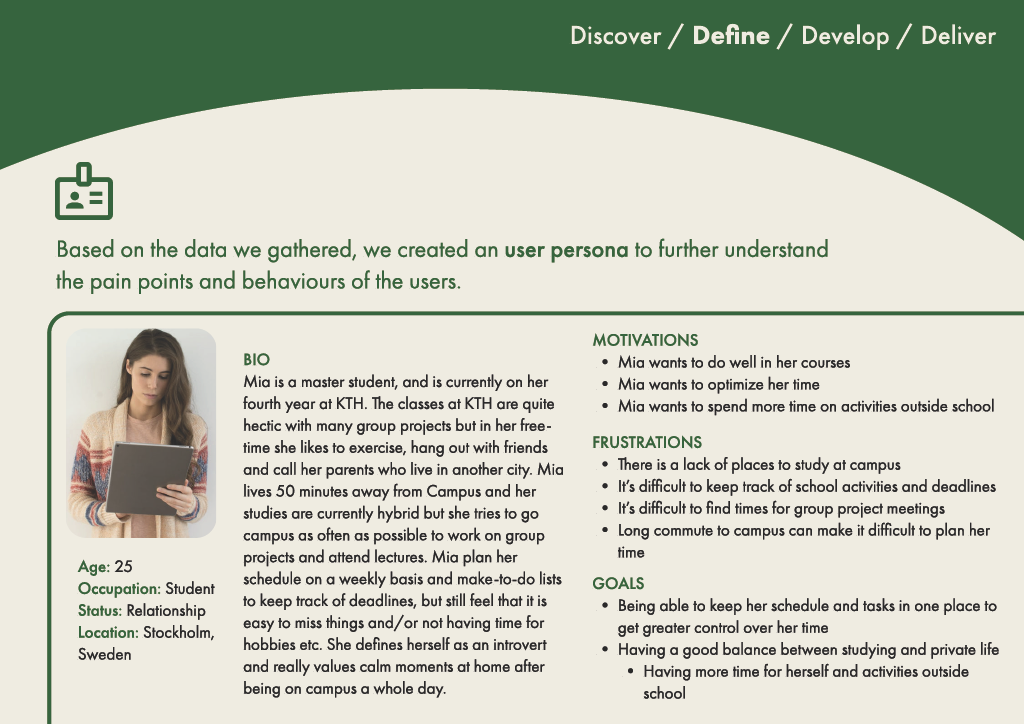 Discover / Define / Develop / Deliver
Based on the data we gathered, we created an user persona to further understand
the pain points and behaviours of the users.
Age: 25
Occupation: Student
Status: Relationship
Location: Stockholm,
Sweden
BIO
Mia is a master student, and is currently on her
fourth year at KTH. The classes at KTH are quite
hectic with many group projects but in her free-
time she likes to exercise, hang out with friends
and call her parents who live in another city. Mia
lives 50 minutes away from Campus and her
studies are currently hybrid but she tries to go
campus as often as possible to work on group
projects and attend lectures. Mia plan her
schedule on a weekly basis and make-to-do lists
to keep track of deadlines, but still feel that it is
easy to miss things and/or not having time for
hobbies etc. She defines herself as an introvert
and really values calm moments at home after
being on campus a whole day.
MOTIVATIONS
• Mia wants to do well in her courses
• Mia wants to optimize her time
• Mia wants to spend more time on activities outside school
FRUSTRATIONS
• There is a lack of places to study at campus
• It's difficult to keep track of school activities and deadlines
• It's difficult to find times for group project meetings
• Long commute to campus can make it difficult to plan her
time
GOALS
• Being able to keep her schedule and tasks in one place to
get greater control over her time
• Having a good balance between studying and private life
• Having more time for herself and activities outside
school